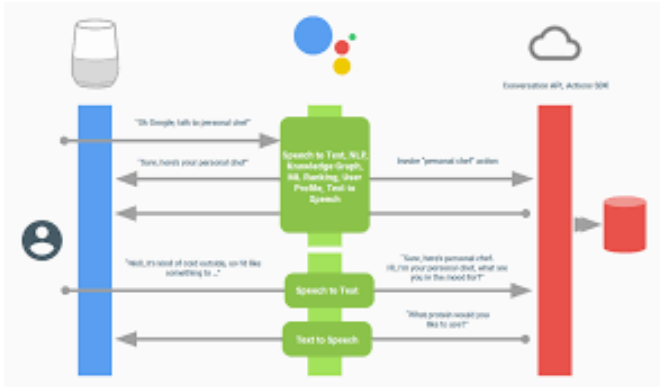 Conversation API, Actions SDK
"Ok Google, talk to personal chef"
Speech to Text, NLP,
Knowledge Graph,
ML Ranking, User
Profile, Text to
Speech
"Sure, here's your personal chef"
Invoke "personal chef" action
"Well, it's kind of cold outside, so I'd like
something to ..."
"Sure, here's personal chef.
Hi, I'm your personal chef, what are
you in the mood for?"
Speech to Text
"What protein would you
like to use?"
Text to Speech